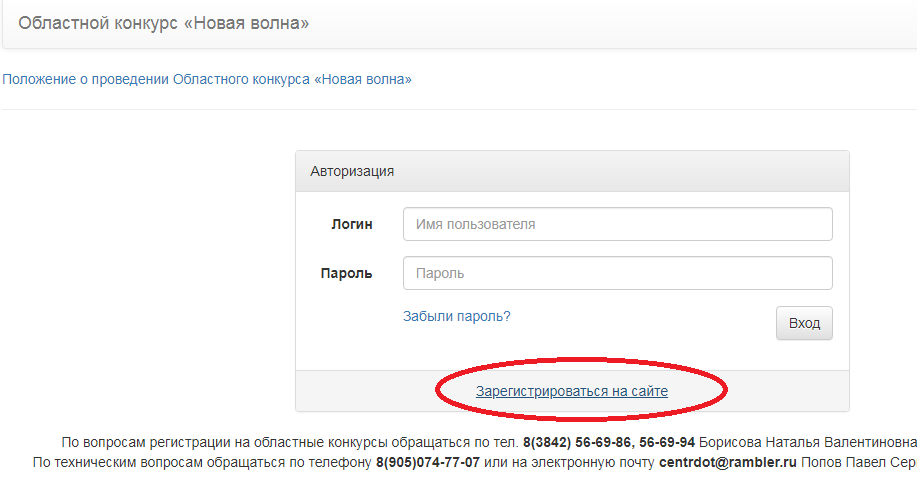 Областной конкурс «Новая волна»
Положение о проведении Областного конкурса «Новая волна»
Авторизация
Логин Имя пользователя
Пароль Пароль
Забыли пароль? Вход
Зарегистрироваться на сайте
По вопросам регистрации на областные конкурсы обращаться по тел. 8(3842) 56-69-86, 56-69-94 Борисова Наталья Валентиновна
По техническим вопросам обращаться по телефону 8(905)074-77-07 или на электронную почту centrdot@rambler.ru Попов Павел